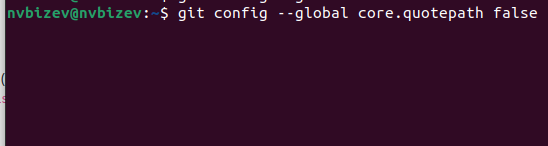 nvbizev@nvbizev:~$ git config --global core.quotepath false